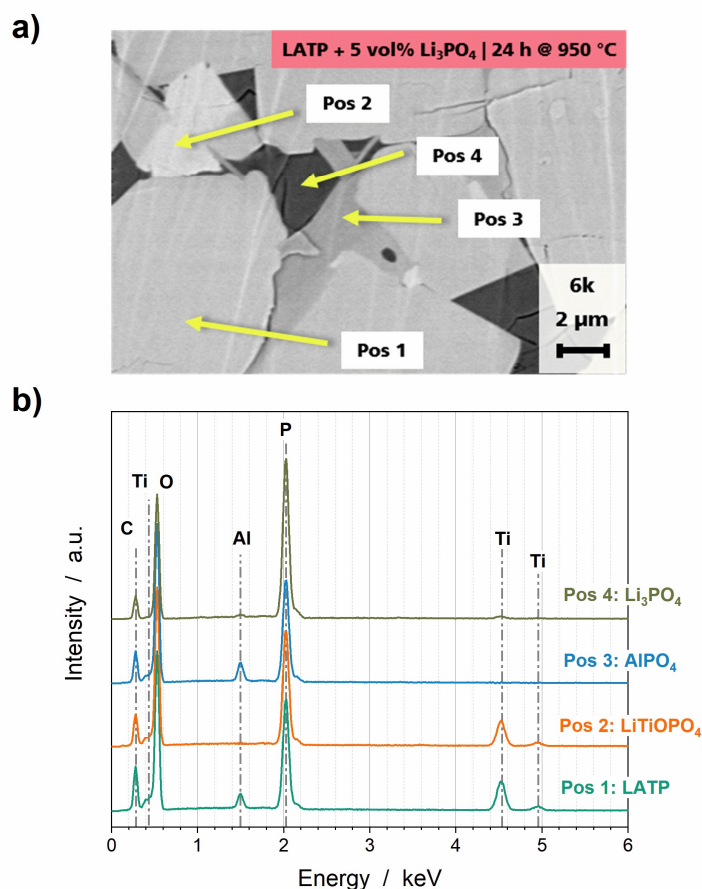 a)
LATP + 5 vol% Li₃PO₄ | 24 h @ 950 °C
Pos 2
Pos 4
Pos 3
Pos 1
6k
2 µm
b)
P
Ti O
C
Al
Ti
Ti
Intensity / a.u.
Pos 4: Li₃PO₄
Pos 3: AlPO₄
Pos 2: LiTiOPO₄
Pos 1: LATP
0 1 2 3 4 5 6
Energy / keV